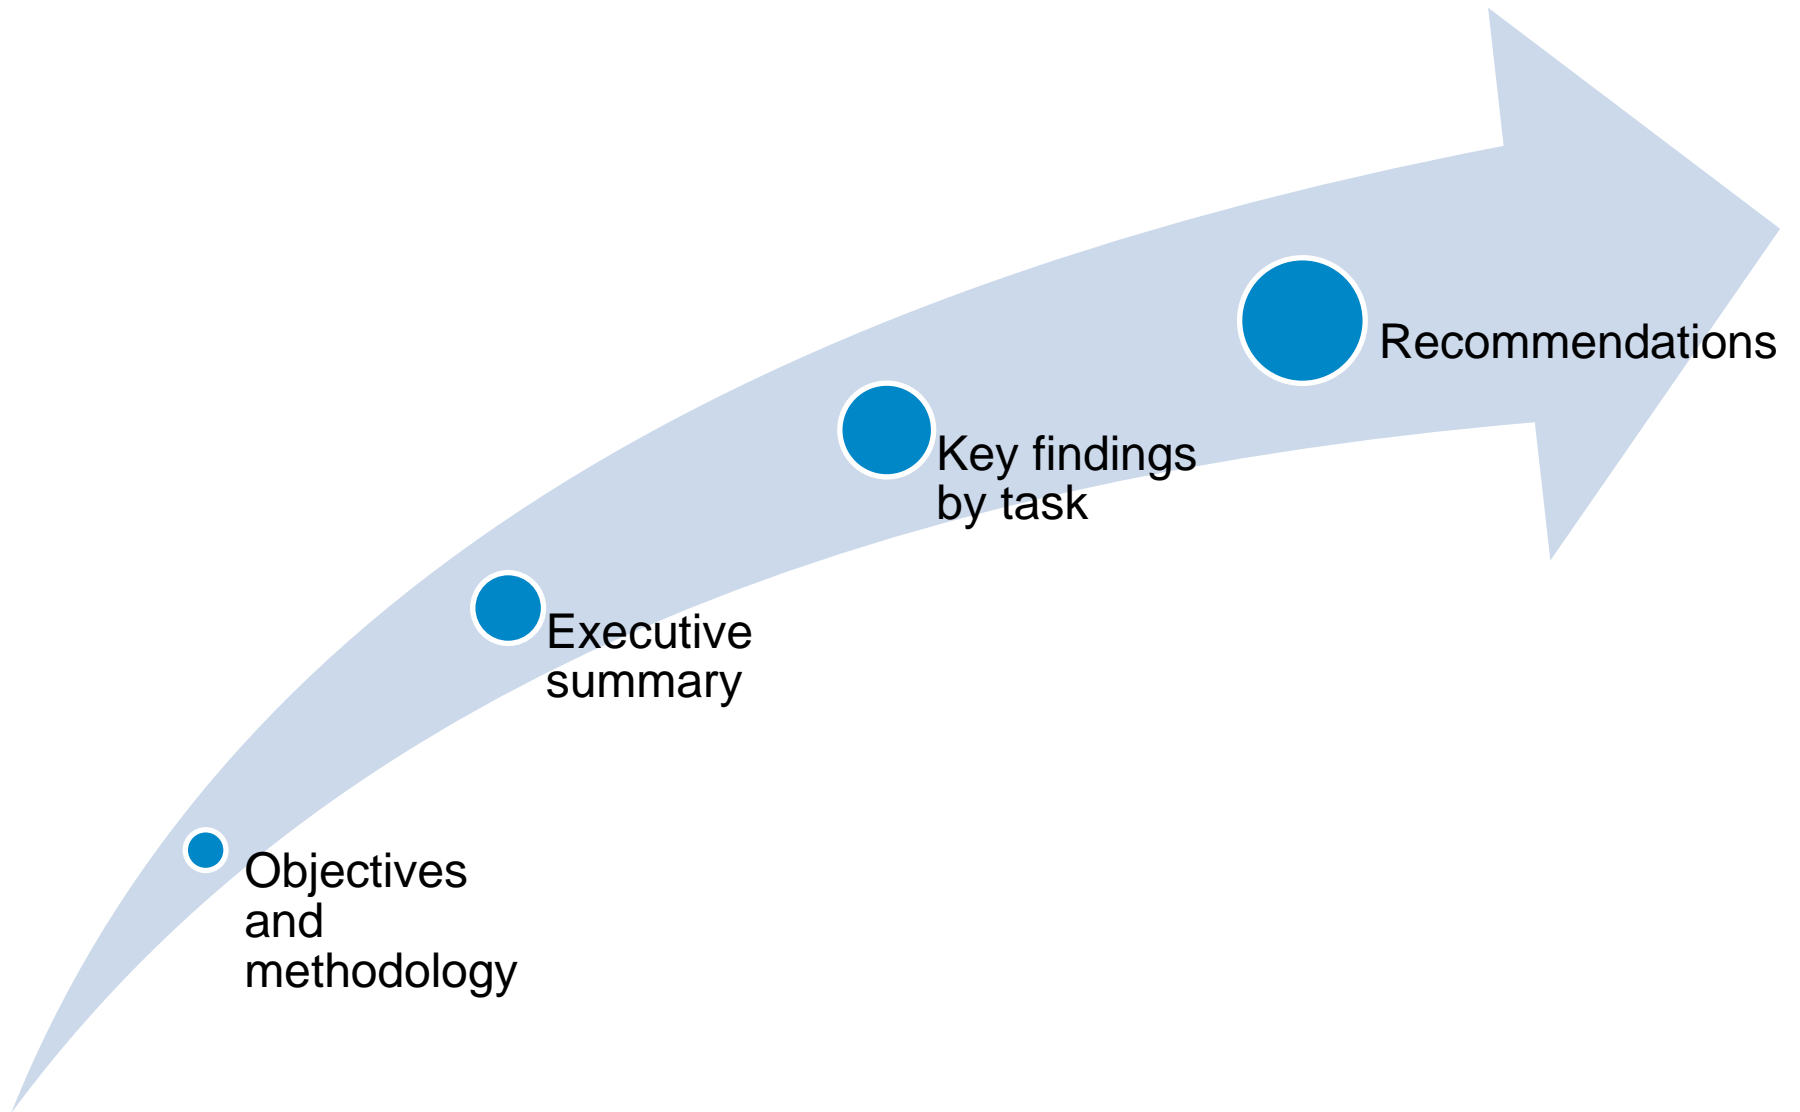 Recommendations
Key findings
by task
Executive
summary
Objectives
and
methodology